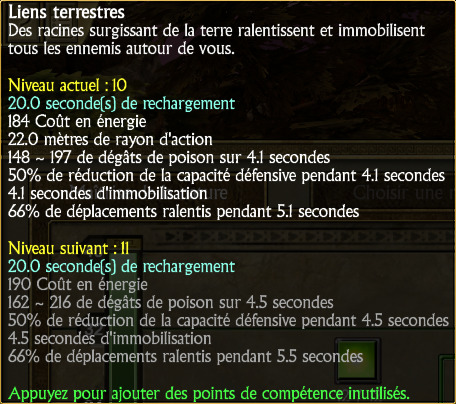 Liens terrestres
Des racines surgissant de la terre ralentissent et immobilisent
tous les ennemis autour de vous.
Niveau actuel : 10
20.0 seconde(s) de rechargement
184 Coût en énergie
22.0 mètres de rayon d'action
148 ~ 197 de dégâts de poison sur 4.1 secondes
50% de réduction de la capacité défensive pendant 4.1 secondes
4.1 secondes d'immobilisation
66% de déplacements ralentis pendant 5.1 secondes
Niveau suivant : 11
20.0 seconde(s) de rechargement
190 Coût en énergie
162 ~ 216 de dégâts de poison sur 4.5 secondes
50% de réduction de la capacité défensive pendant 4.5 secondes
4.5 secondes d'immobilisation
66% de déplacements ralentis pendant 5.5 secondes
Appuyez pour ajouter des points de compétence inutilisés.
Choisir une